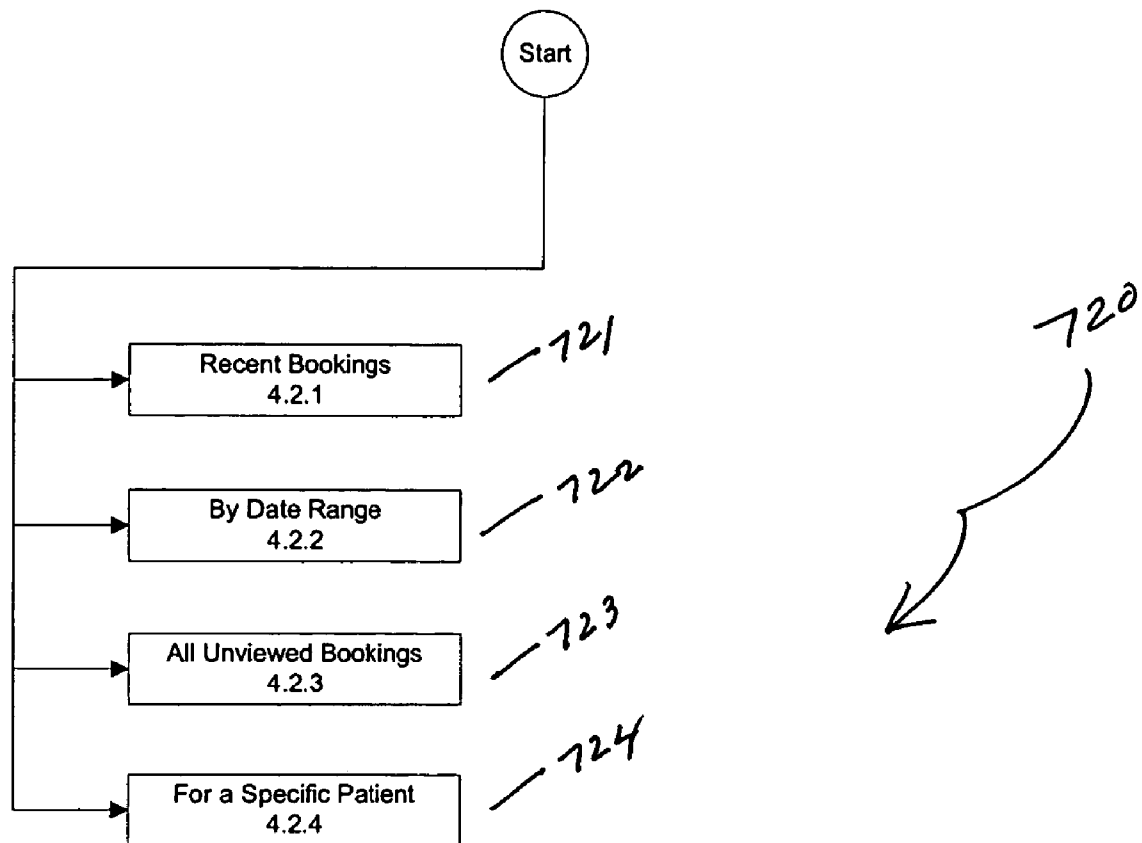 Start
720
Recent Bookings
4.2.1
721
By Date Range
4.2.2
722
All Unviewed Bookings
4.2.3
723
For a Specific Patient
4.2.4
724